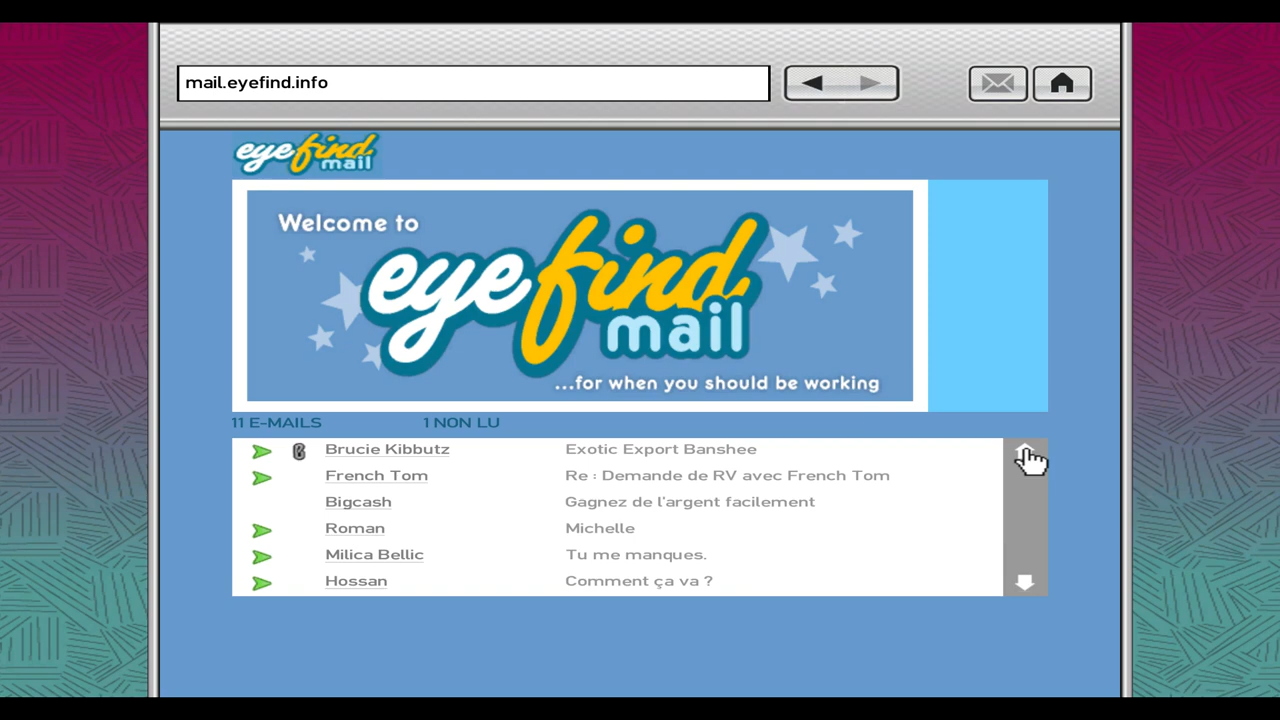 mail.eyefind.info
eyefind mail
Welcome to
eyefind
mail
...for when you should be working
11 E-MAILS 1 NON LU
Brucie Kibbutz Exotic Export Banshee
French Tom Re : Demande de RV avec French Tom
Bigcash Gagnez de l'argent facilement
Roman Michelle
Milica Bellic Tu me manques.
Hossan Comment ça va ?